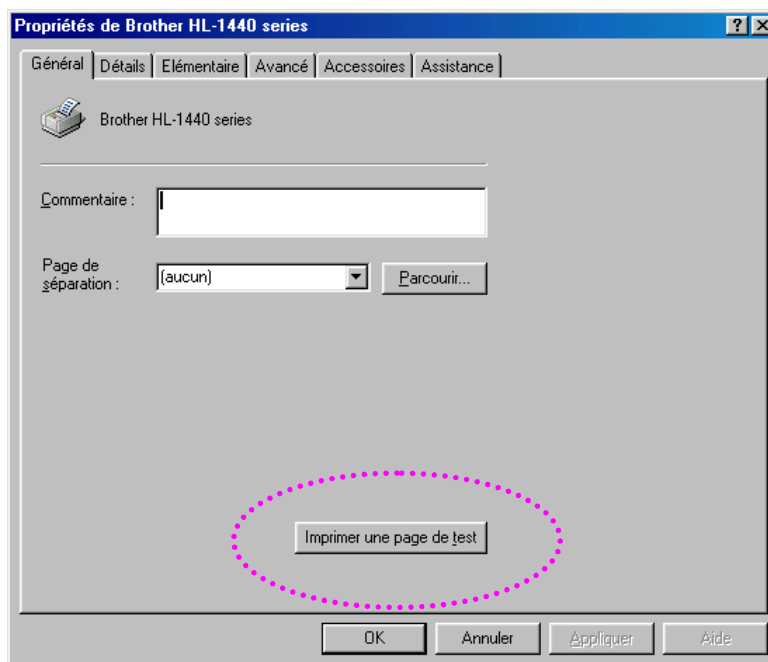 Propriétés de Brother HL-1440 series
Général Détails Elémentaire Avancé Accessoires Assistance
Brother HL-1440 series
Commentaire :
Page de
séparation :
(aucun) Parcourir...
Imprimer une page de test
OK Annuler Appliquer Aide